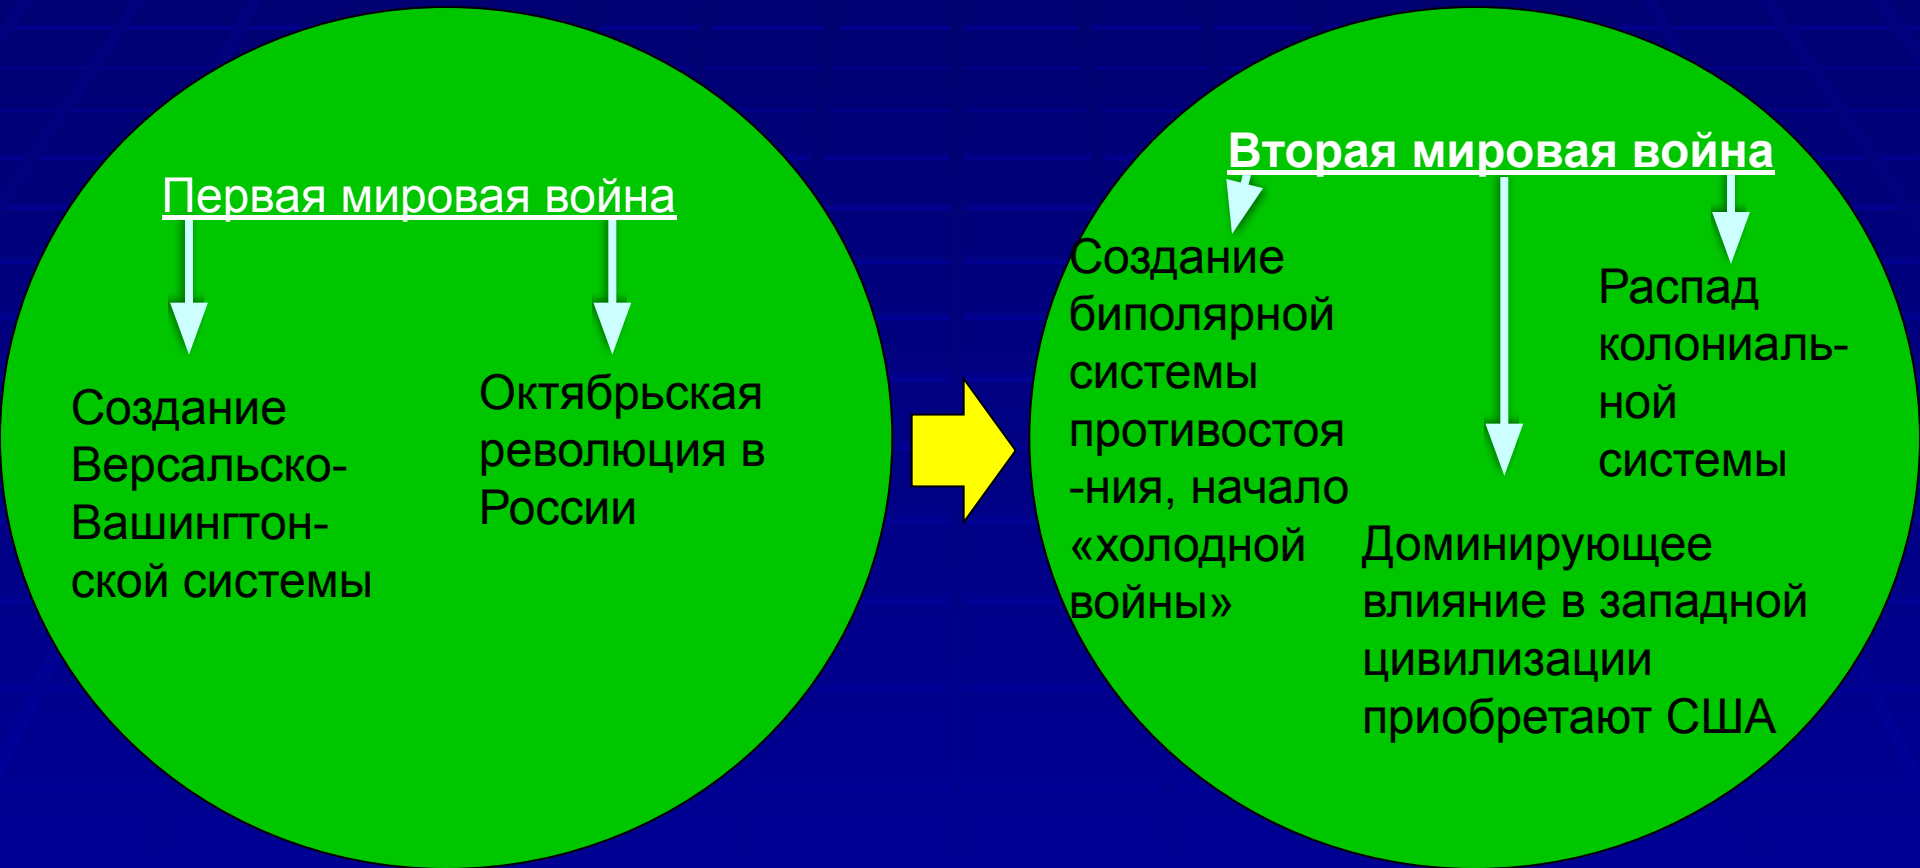 Первая мировая война
Создание
Версальско-
Вашингтон-
ской системы
Октябрьская
революция в
России
Вторая мировая война
Создание
биполярной
системы
противостоя
-ния, начало
«холодной
войны»
Доминирующее
влияние в западной
цивилизации
приобретают США
Распад
колониаль-
ной
системы